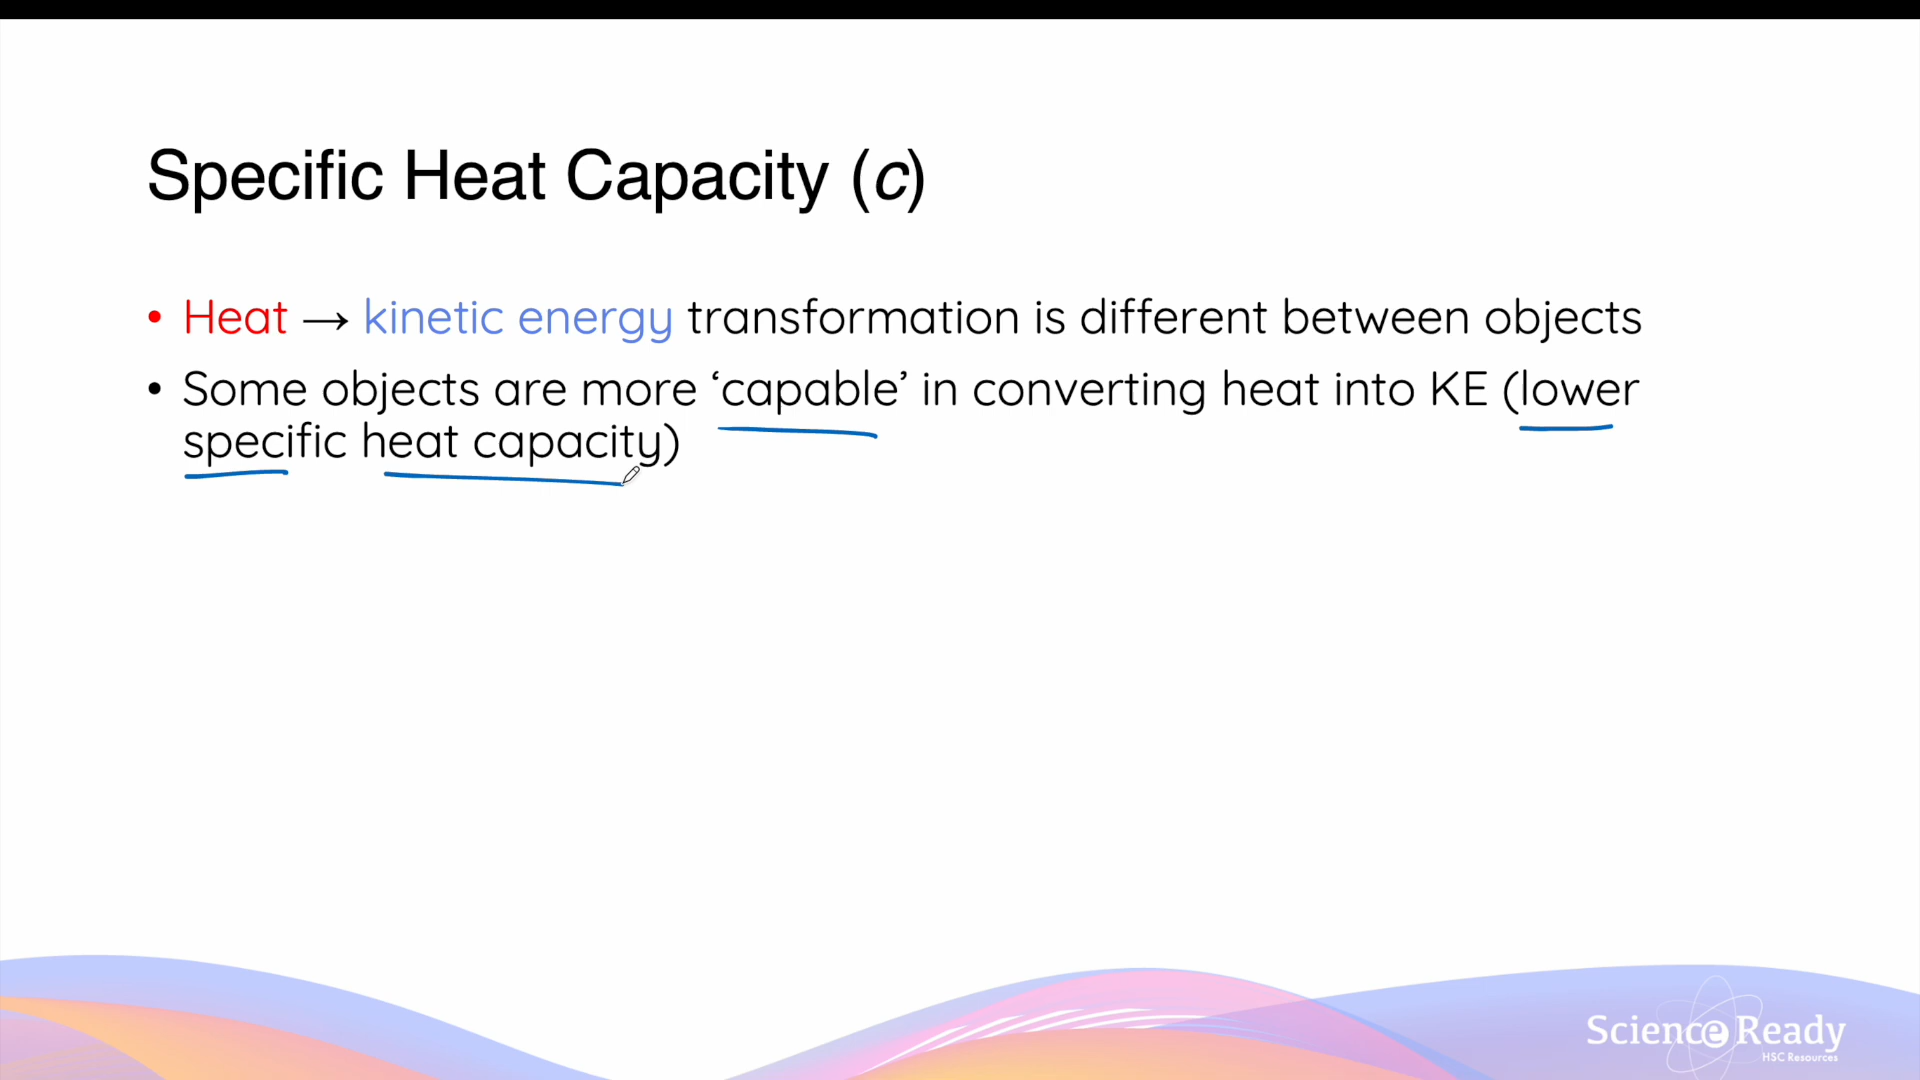 Specific Heat Capacity (c)
• Heat → kinetic energy transformation is different between objects
• Some objects are more ‘capable’ in converting heat into KE (lower
specific heat capacity)
Science Ready
HSC Resources